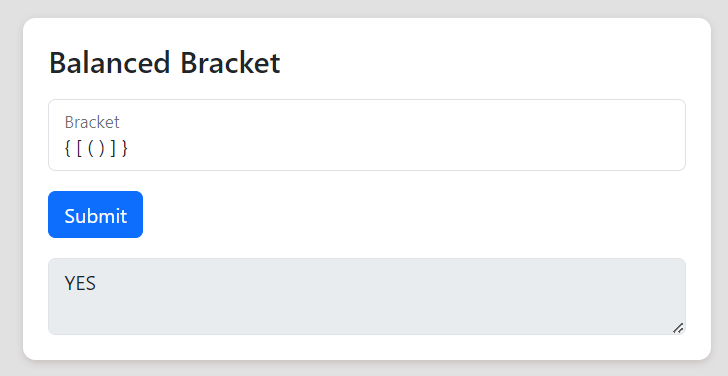 Balanced Bracket
Bracket
{ [ ( ) ] }
Submit
YES